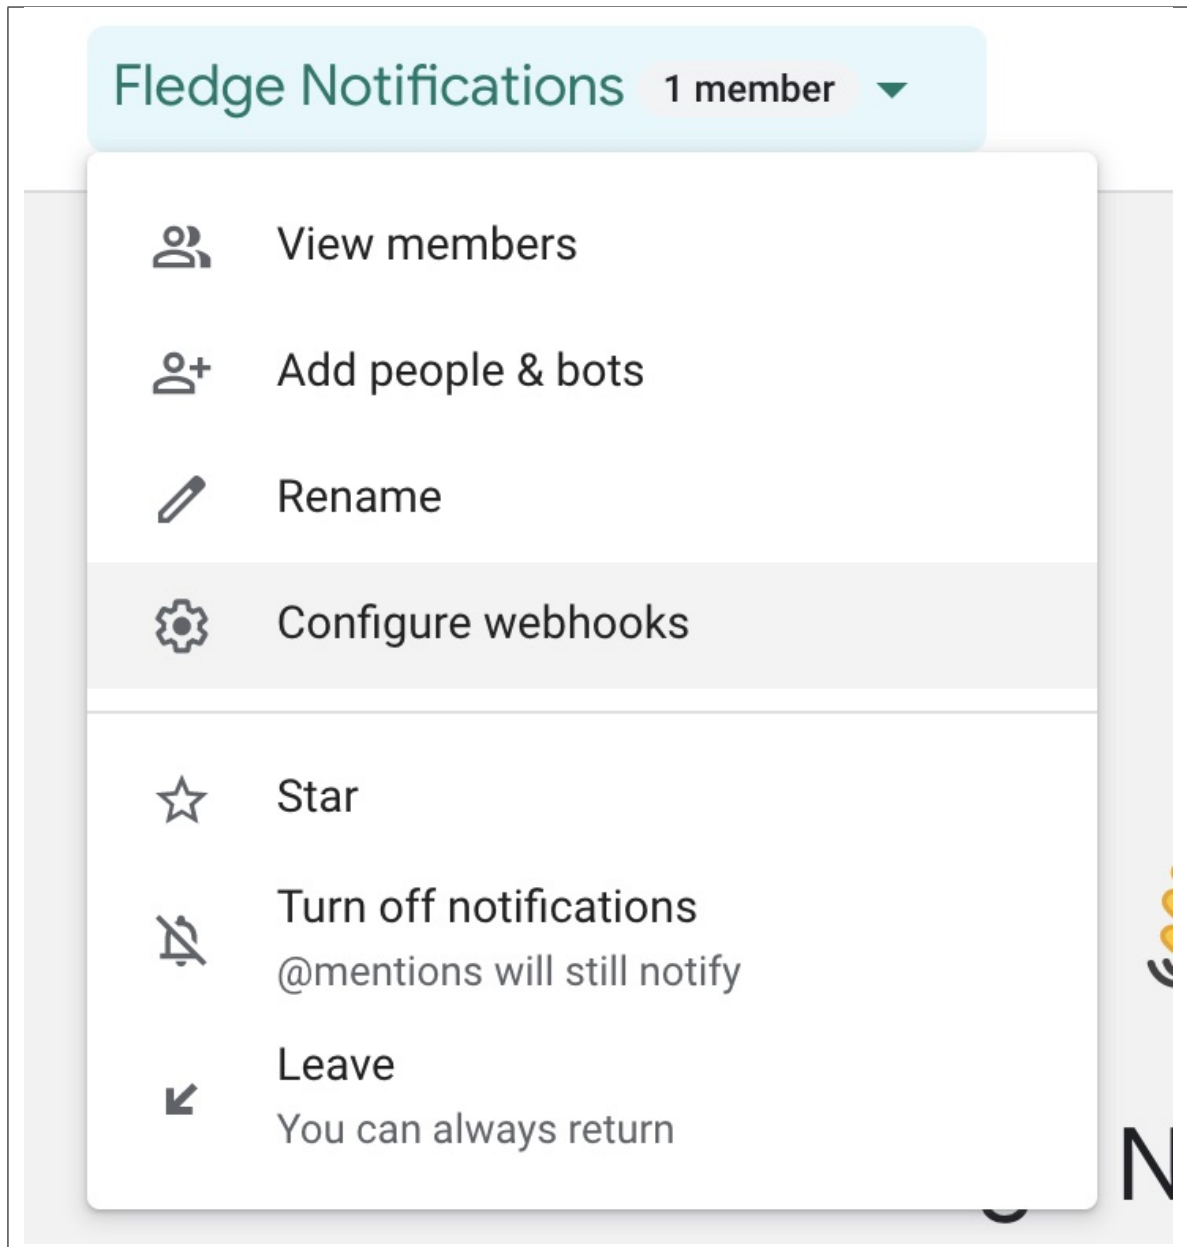 Fledge Notifications 1 member
View members
Add people & bots
Rename
Configure webhooks
Star
Turn off notifications
@mentions will still notify
Leave
You can always return